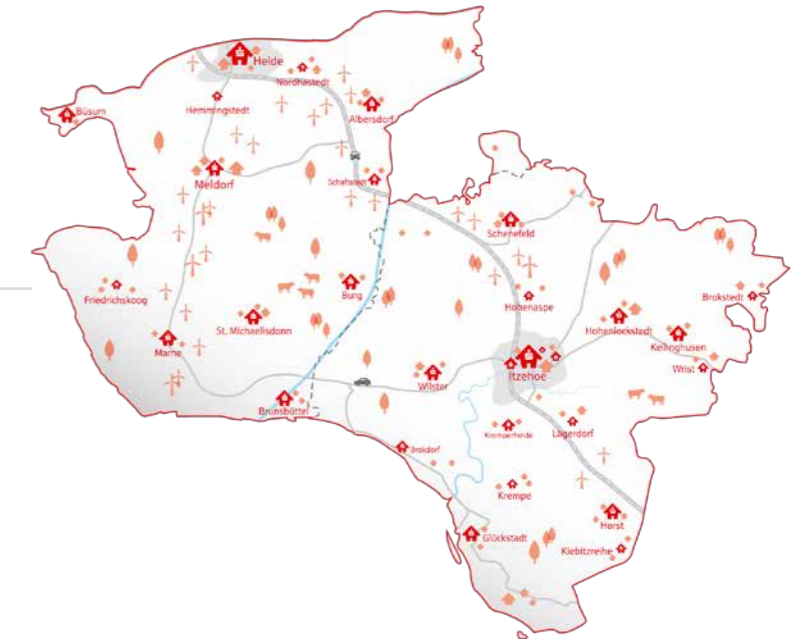 Heide
Nordhastedt
Büsum
Hemmingstedt
Albersdorf
Meldorf
Schafstedt
Schenefeld
Friedrichskoog
Burg
Hohenaspe
Brokstedt
St. Michaelisdonn
Hohenlockstedt
Kellinghusen
Marne
Wrist
Itzehoe
Wilster
Brunsbüttel
Kremperheide
Lägerdorf
Brokdorf
Krempe
Horst
Glückstadt
Kiebitzreihe